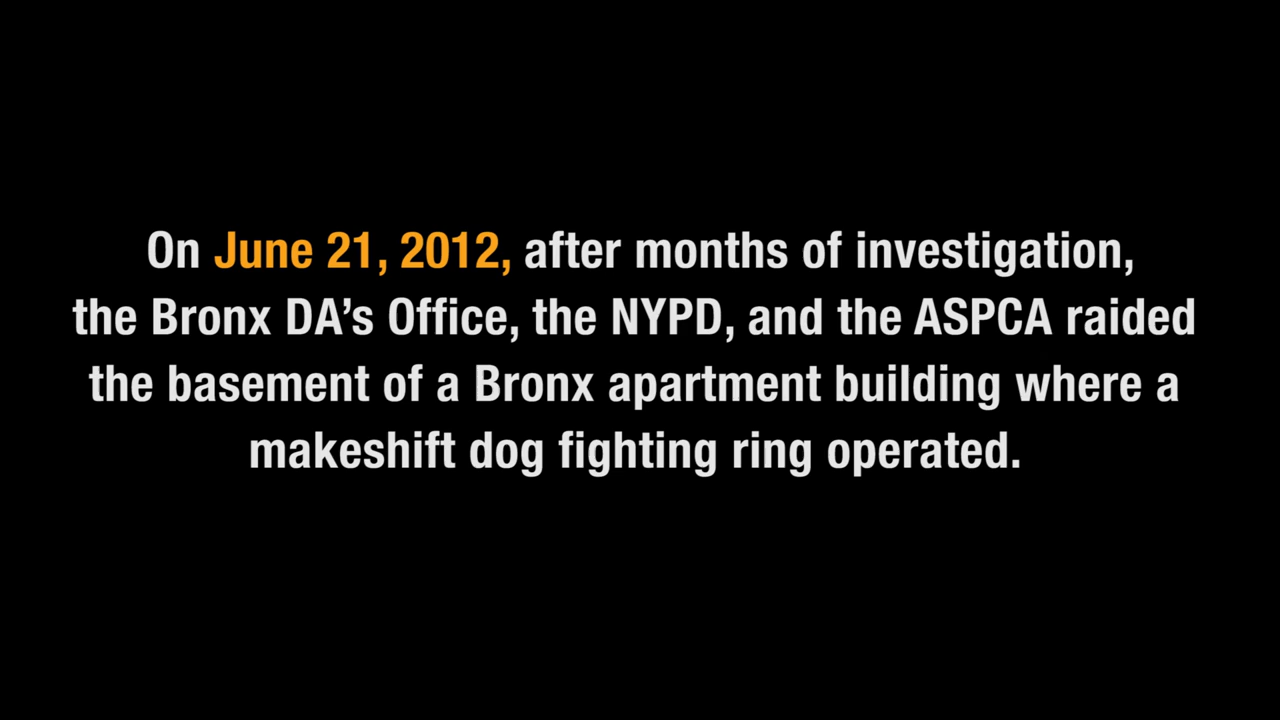 On June 21, 2012, after months of investigation,
the Bronx DA’s Office, the NYPD, and the ASPCA raided
the basement of a Bronx apartment building where a
makeshift dog fighting ring operated.